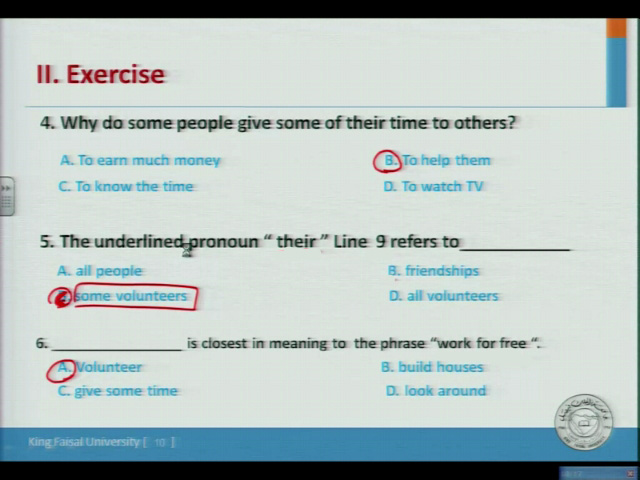 II. Exercise
4. Why do some people give some of their time to others?
A. To earn much money
B. To help them
C. To know the time
D. To watch TV
5. The underlined pronoun “ their ” Line 9 refers to___________
A. all people
B. friendships
some volunteers
D. all volunteers
6. _________________ is closest in meaning to the phrase “work for free “.
A. Volunteer
B. build houses
C. give some time
D. look around
King Faisal University [ 10 ]